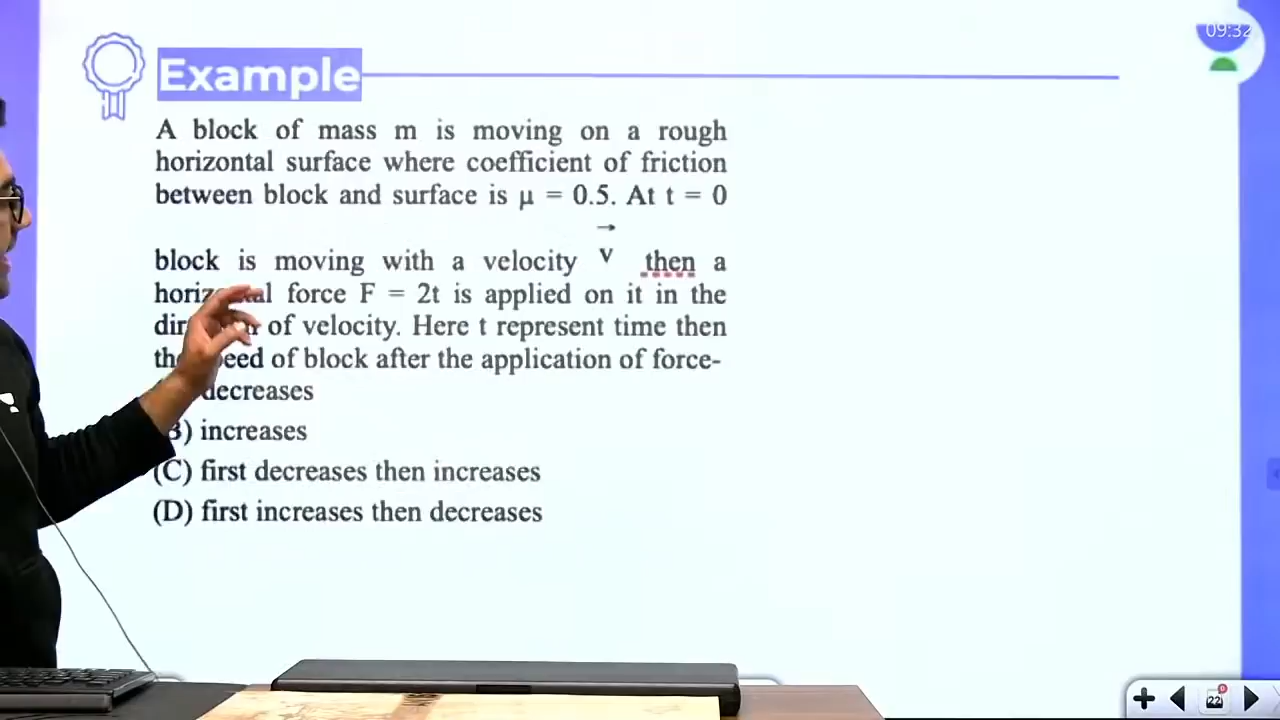 09:32
Example
A block of mass m is moving on a rough
horizontal surface where coefficient of friction
between block and surface is μ = 0.5. At t = 0
block is moving with a velocity v⃗ then a
force F = 2t is applied on it in the
of velocity. Here t represent time then
of block after the application of force-
decreases
B) increases
(C) first decreases then increases
(D) first increases then decreases
22